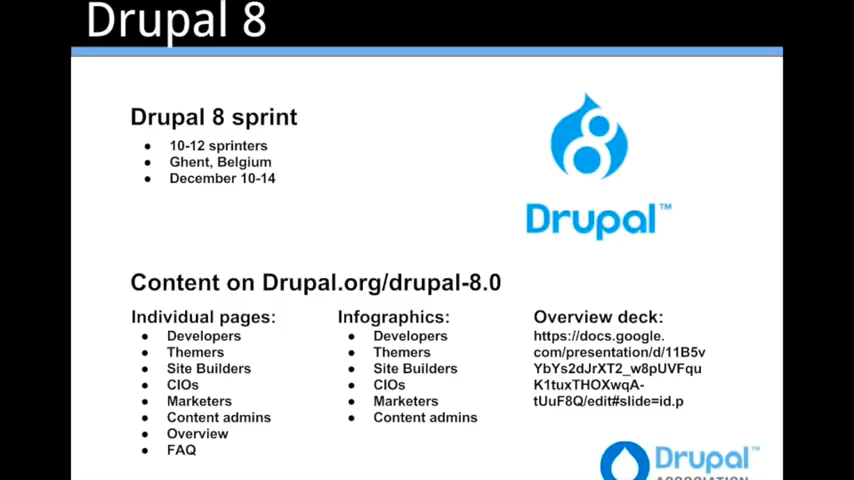 Drupal 8
Drupal 8 sprint
● 10-12 sprinters
● Ghent, Belgium
● December 10-14
Drupal™
Content on Drupal.org/drupal-8.0
Individual pages:
● Developers
● Themers
● Site Builders
● CIOs
● Marketers
● Content admins
● Overview
● FAQ
Infographics:
● Developers
● Themers
● Site Builders
● CIOs
● Marketers
● Content admins
Overview deck:
https://docs.google.
com/presentation/d/11B5v
YbYs2dJrXT2_w8pUVFqu
K1tuxTHOXwqA-
tUuF8Q/edit#slide=id.p
Drupal™
ASSOCIATION